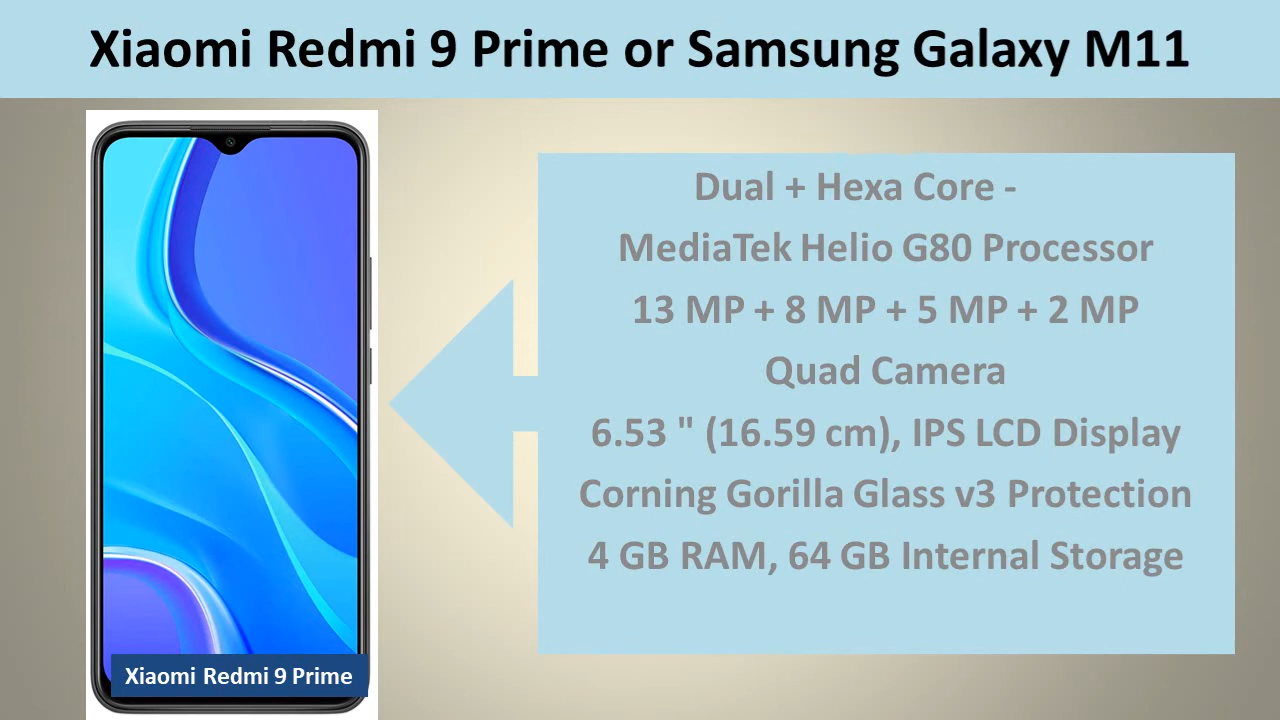 Xiaomi Redmi 9 Prime or Samsung Galaxy M11
Dual + Hexa Core -
MediaTek Helio G80 Processor
13 MP + 8 MP + 5 MP + 2 MP
Quad Camera
6.53 " (16.59 cm), IPS LCD Display
Corning Gorilla Glass v3 Protection
4 GB RAM, 64 GB Internal Storage
Xiaomi Redmi 9 Prime